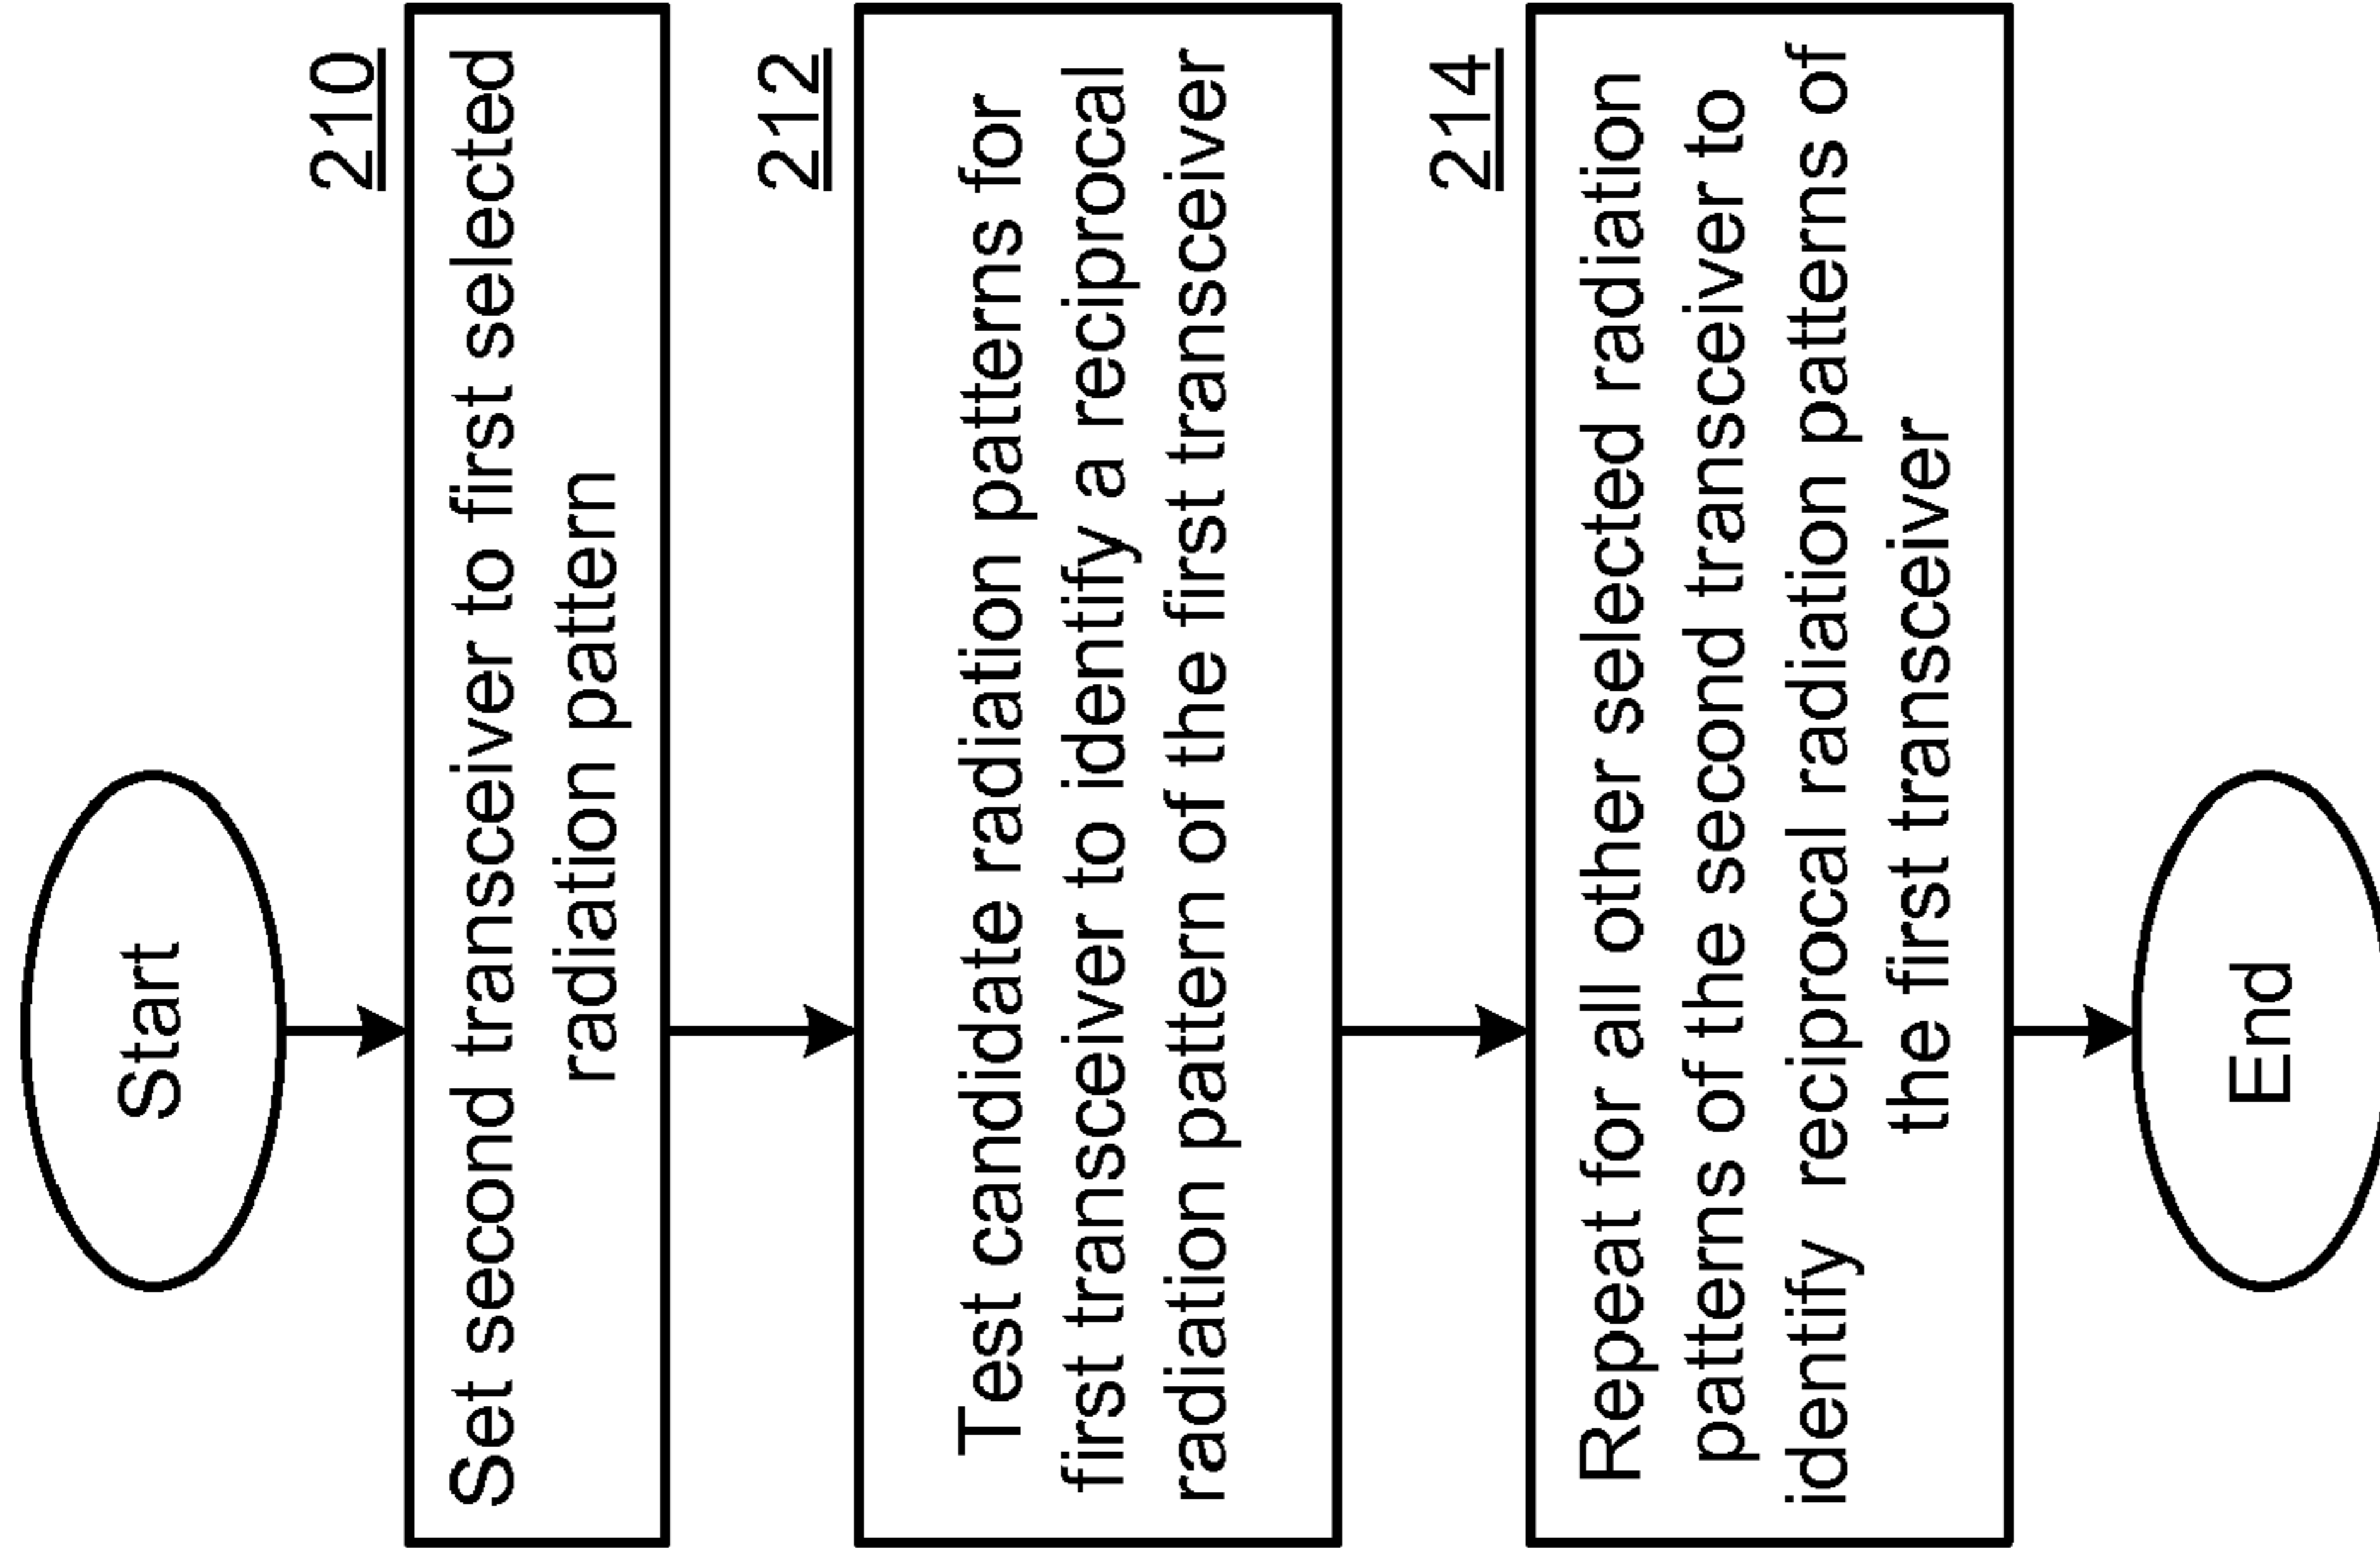 Start
210
Set second transceiver to first selected
radiation pattern
212
Test candidate radiation patterns for
first transceiver to identify a reciprocal
radiation pattern of the first transceiver
214
Repeat for all other selected radiation
patterns of the second transceiver to
identify reciprocal radiation patterns of
the first transceiver
End